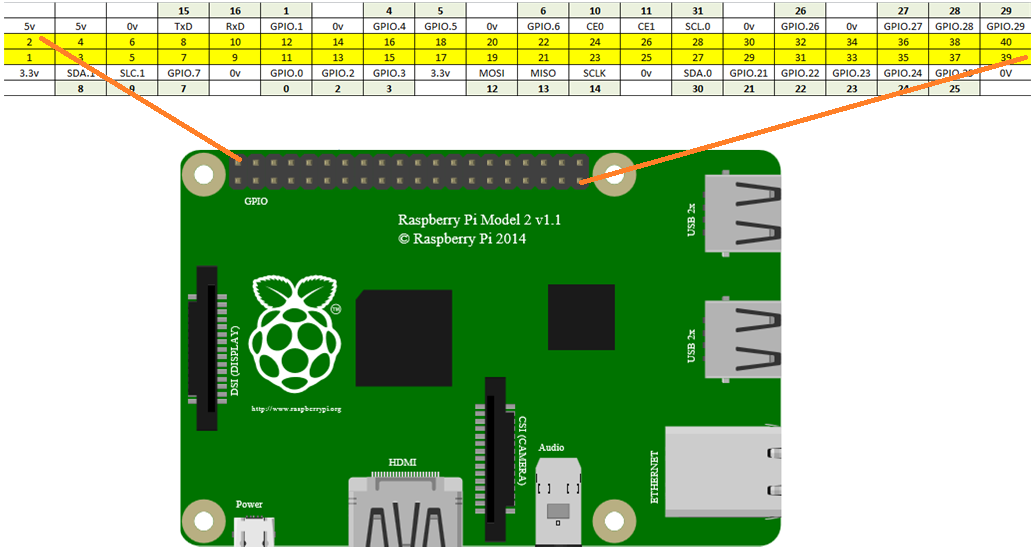 15 16 1 4 5 6 10 11 31 26 27 28 29
5v 5v 0v TxD RxD GPIO.1 0v GPIO.4 GPIO.5 0v GPIO.6 CE0 CE1 SCL.0 0v GPIO.26 0v GPIO.27 GPIO.28 GPIO.29
2 4 6 8 10 12 14 16 18 20 22 24 26 28 30 32 34 36 38 40
1 3 5 7 9 11 13 15 17 19 21 23 25 27 29 31 33 35 37 39
3.3v SDA.1 SLC.1 GPIO.7 0v GPIO.0 GPIO.2 GPIO.3 3.3v MOSI MISO SCLK 0v SDA.0 GPIO.21 GPIO.22 GPIO.23 GPIO.24 GPIO.25 0V
8 9 7 0 2 3 12 13 14 30 21 22 23 24 25
GPIO
Raspberry Pi Model 2 v1.1
© Raspberry Pi 2014
USB 2x
DSI (DISPLAY)
TM
USB 2x
http://www.raspberrypi.org
CSI (CAMERA)
Audio
HDMI
ETHERNET
Power